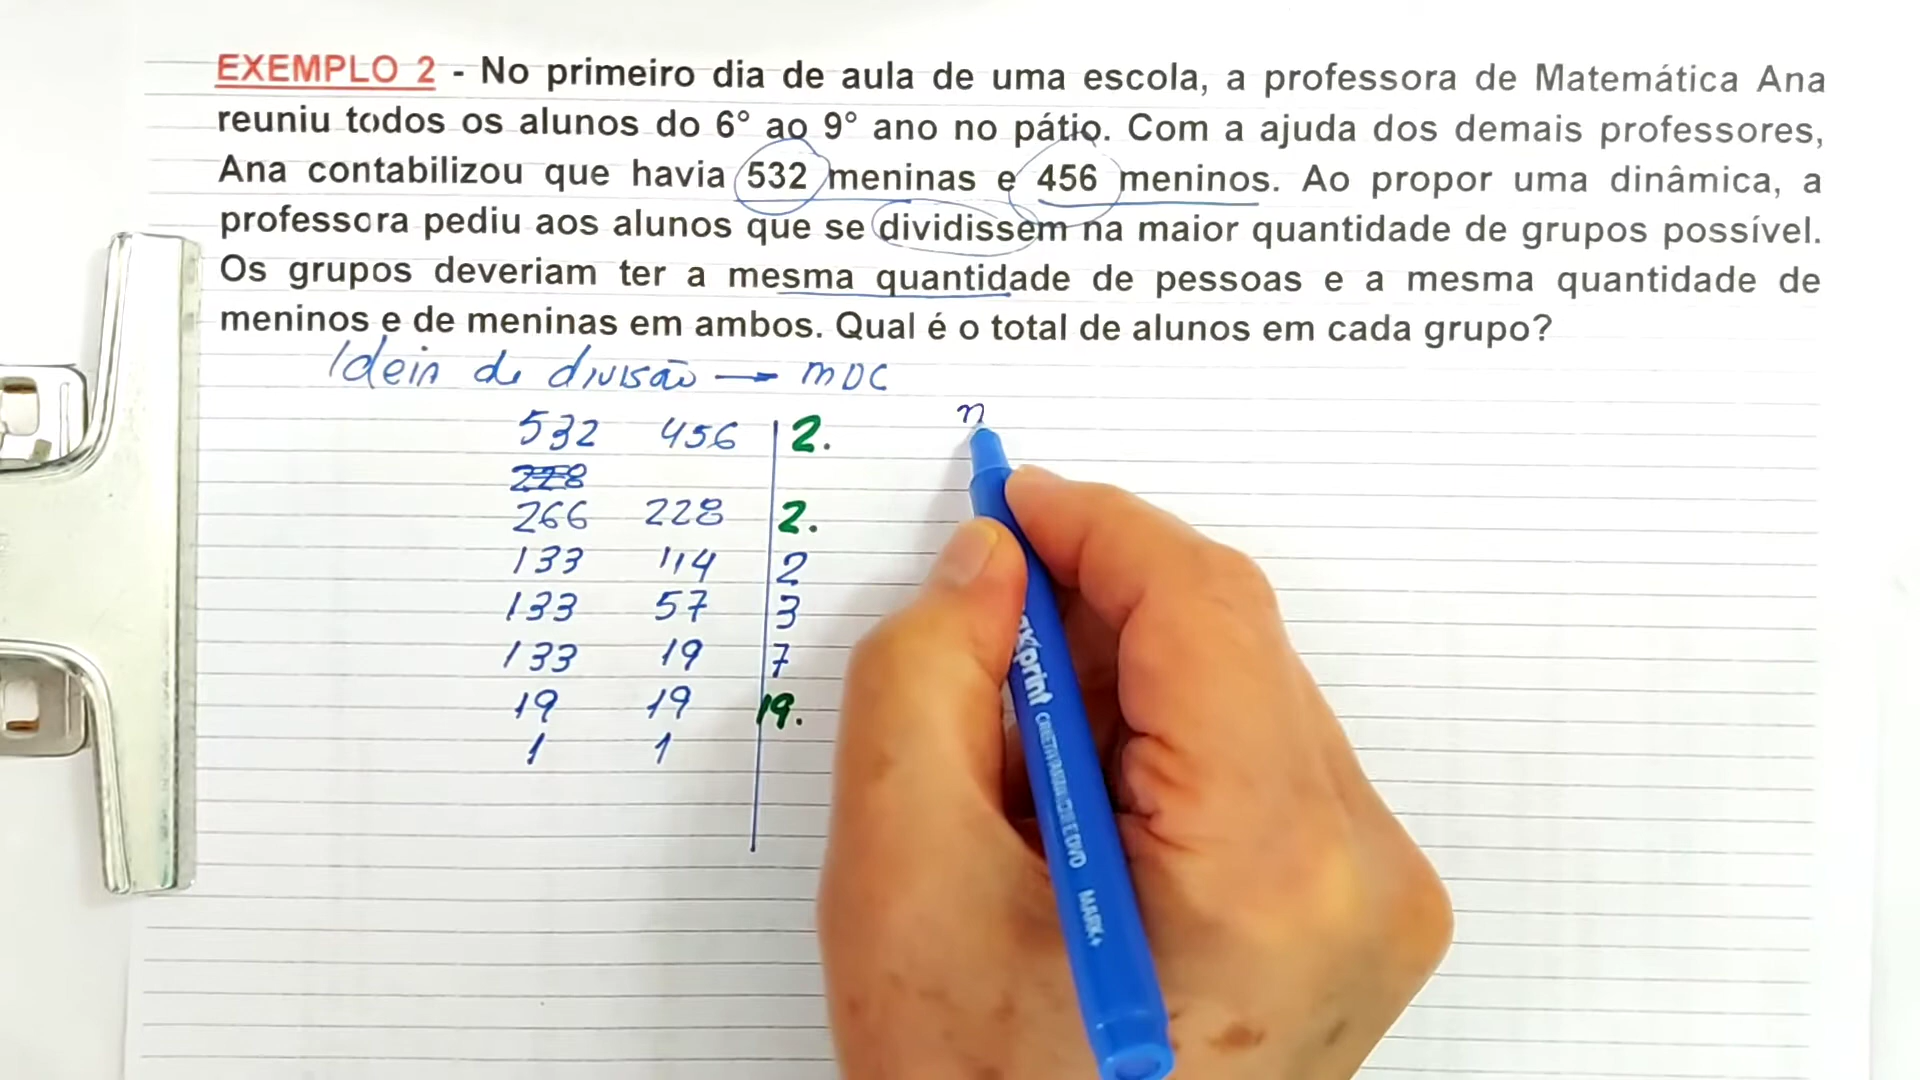 EXEMPLO 2 - No primeiro dia de aula de uma escola, a professora de Matemática Ana
reuniu todos os alunos do 6° ao 9° ano no pátio. Com a ajuda dos demais professores,
Ana contabilizou que havia 532 meninas e 456 meninos. Ao propor uma dinâmica, a
professora pediu aos alunos que se dividissem na maior quantidade de grupos possível.
Os grupos deveriam ter a mesma quantidade de pessoas e a mesma quantidade de
meninos e de meninas em ambos. Qual é o total de alunos em cada grupo?
Ideia de divisão → MDC
532 456 2.
228
266 228 2.
133 114 2
133 57 3
133 19 7
19 19 19.
1 1